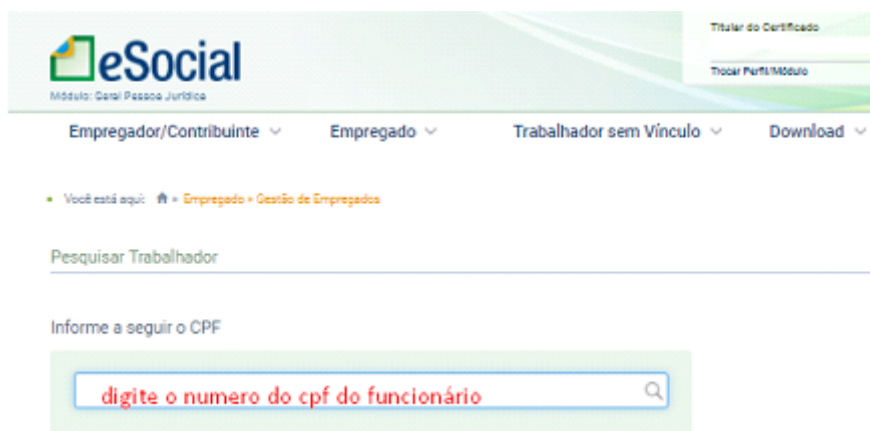 Titular do Certificado
eSocial
Trocar Perfil/Módulo
Módulo: Geral Pessoa Jurídica
Empregador/Contribuinte Empregado Trabalhador sem Vínculo Download
Você está aqui: » Empregado » Gestão de Empregados
Pesquisar Trabalhador
Informe a seguir o CPF
digite o numero do cpf do funcionário